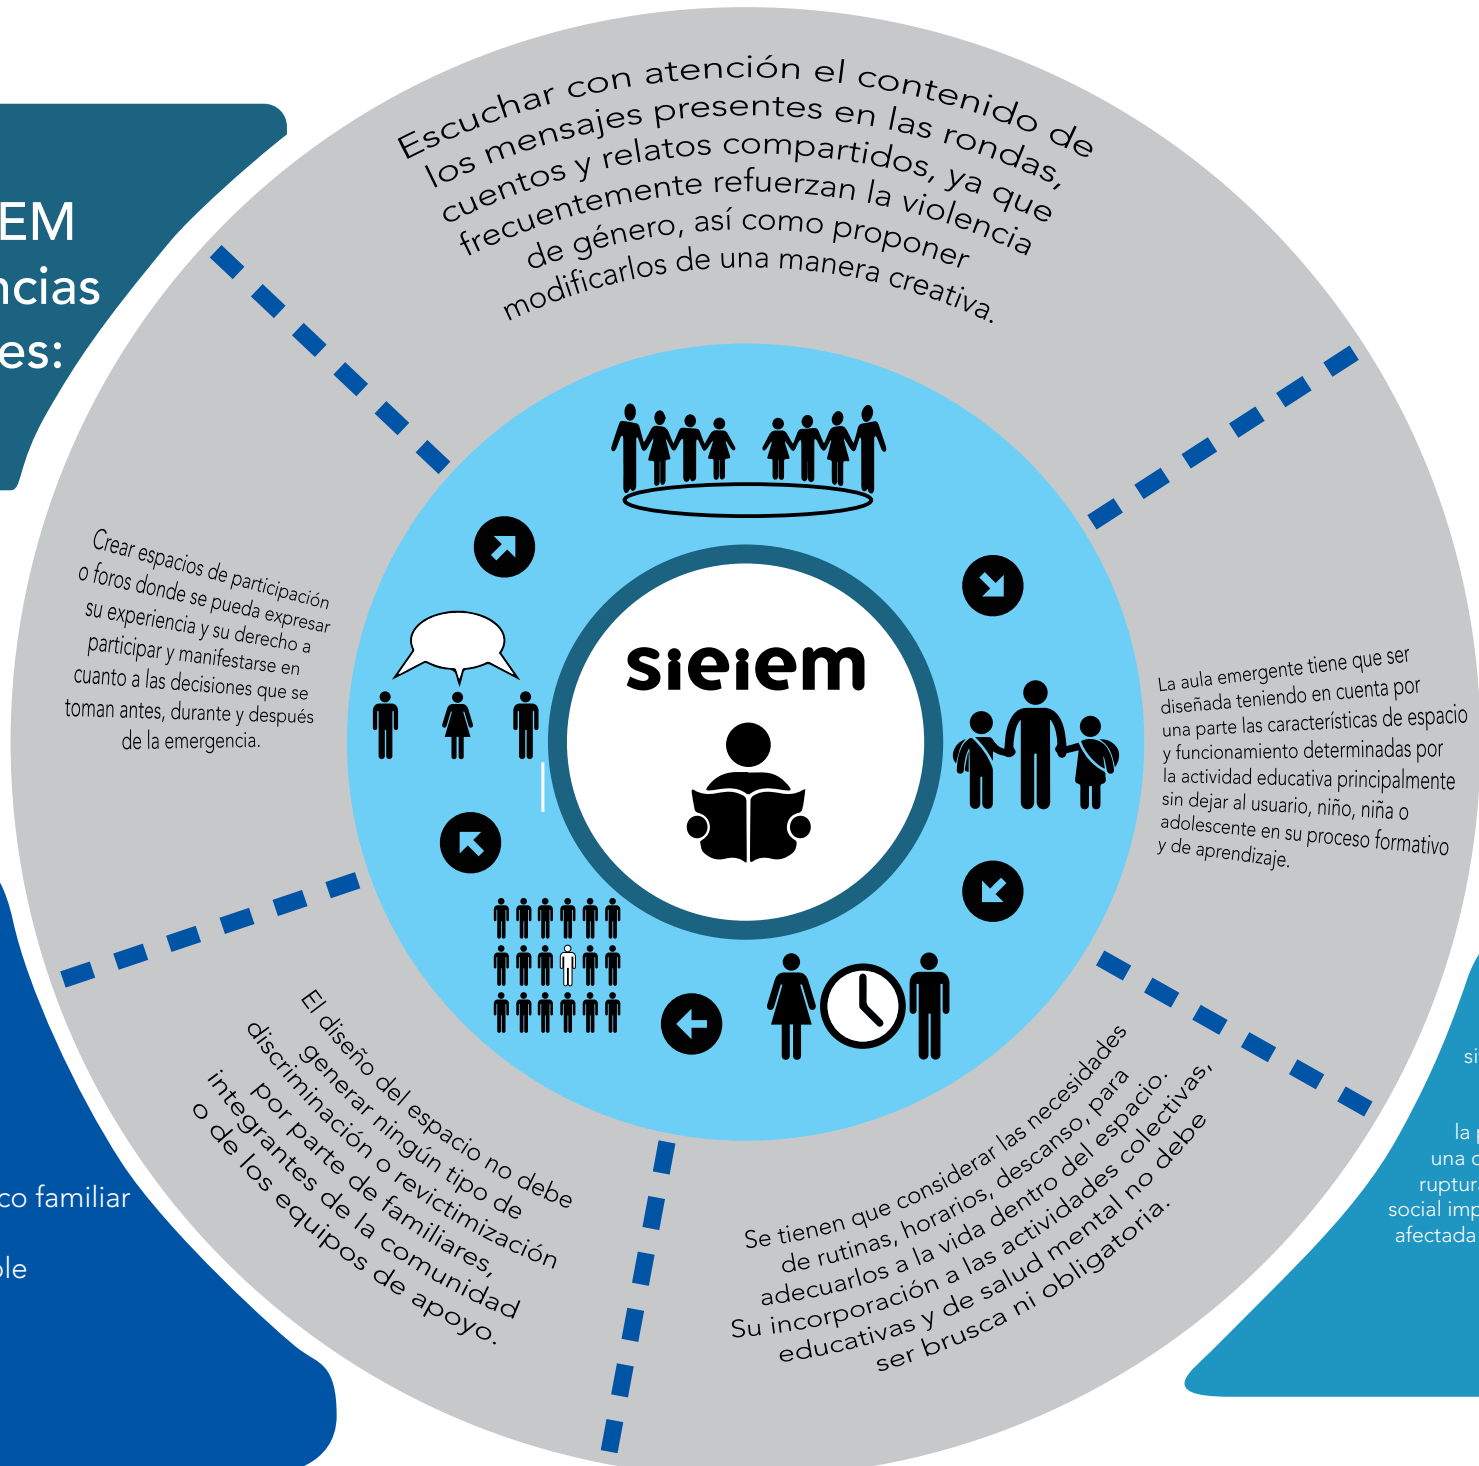 EM
ncias
es:
Escuchar con atención el contenido de
los mensajes presentes en las rondas,
cuentos y relatos compartidos, ya que
frecuentemente refuerzan la violencia
de género, así como proponer
modificarlos de una manera creativa.
La aula emergente tiene que ser
diseñada teniendo en cuenta por
una parte las características de espacio
y funcionamiento determinadas por
la actividad educativa principalmente
sin dejar al usuario, niño, niña o
adolescente en su proceso formativo
y de aprendizaje.
Se tienen que considerar las necesidades
de rutinas, horarios, descanso, para
adecuarlos a la vida dentro del espacio.
Su incorporación a las actividades colectivas,
educativas y de salud mental no debe
ser brusca ni obligatoria.
El diseño del espacio no debe
generar ningún tipo de
discriminación o revictimización
por parte de familiares,
integrantes de la comunidad
o de los equipos de apoyo.
Crear espacios de participación
o foros donde se pueda expresar
su experiencia y su derecho a
participar y manifestarse en
cuanto a las decisiones que se
toman antes, durante y después
de la emergencia.
sieiem
co familiar
ble
si
la p
una c
ruptura
social imp
afectada